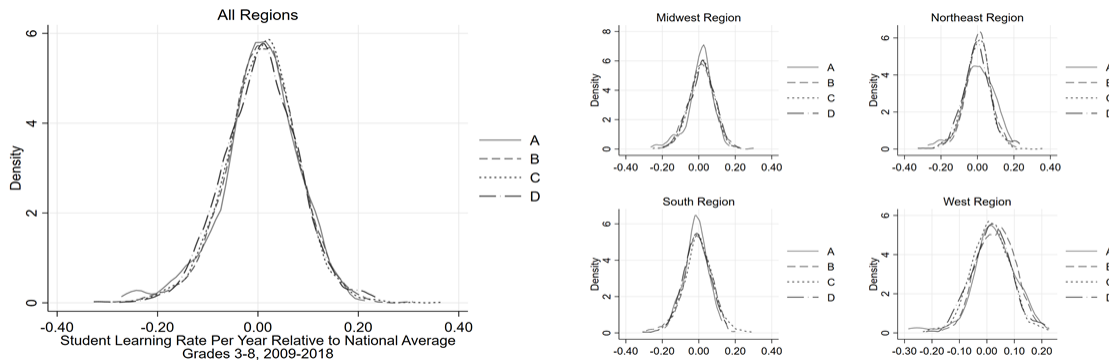 All Regions
Density
6
4
2
0
-0.40 -0.20 0.00 0.20 0.40
Student Learning Rate Per Year Relative to National Average
Grades 3-8, 2009-2018
A
B
C
D
Midwest Region
Density
8
6
4
2
0
-0.40 -0.20 0.00 0.20 0.40
A
B
C
D
Northeast Region
Density
6
4
2
0
-0.40 -0.20 0.00 0.20 0.40
A
B
C
D
South Region
Density
6
4
2
0
-0.40 -0.20 0.00 0.20 0.40
A
B
C
D
West Region
Density
6
4
2
0
-0.30 -0.20 -0.10 0.00 0.10 0.20
A
B
C
D